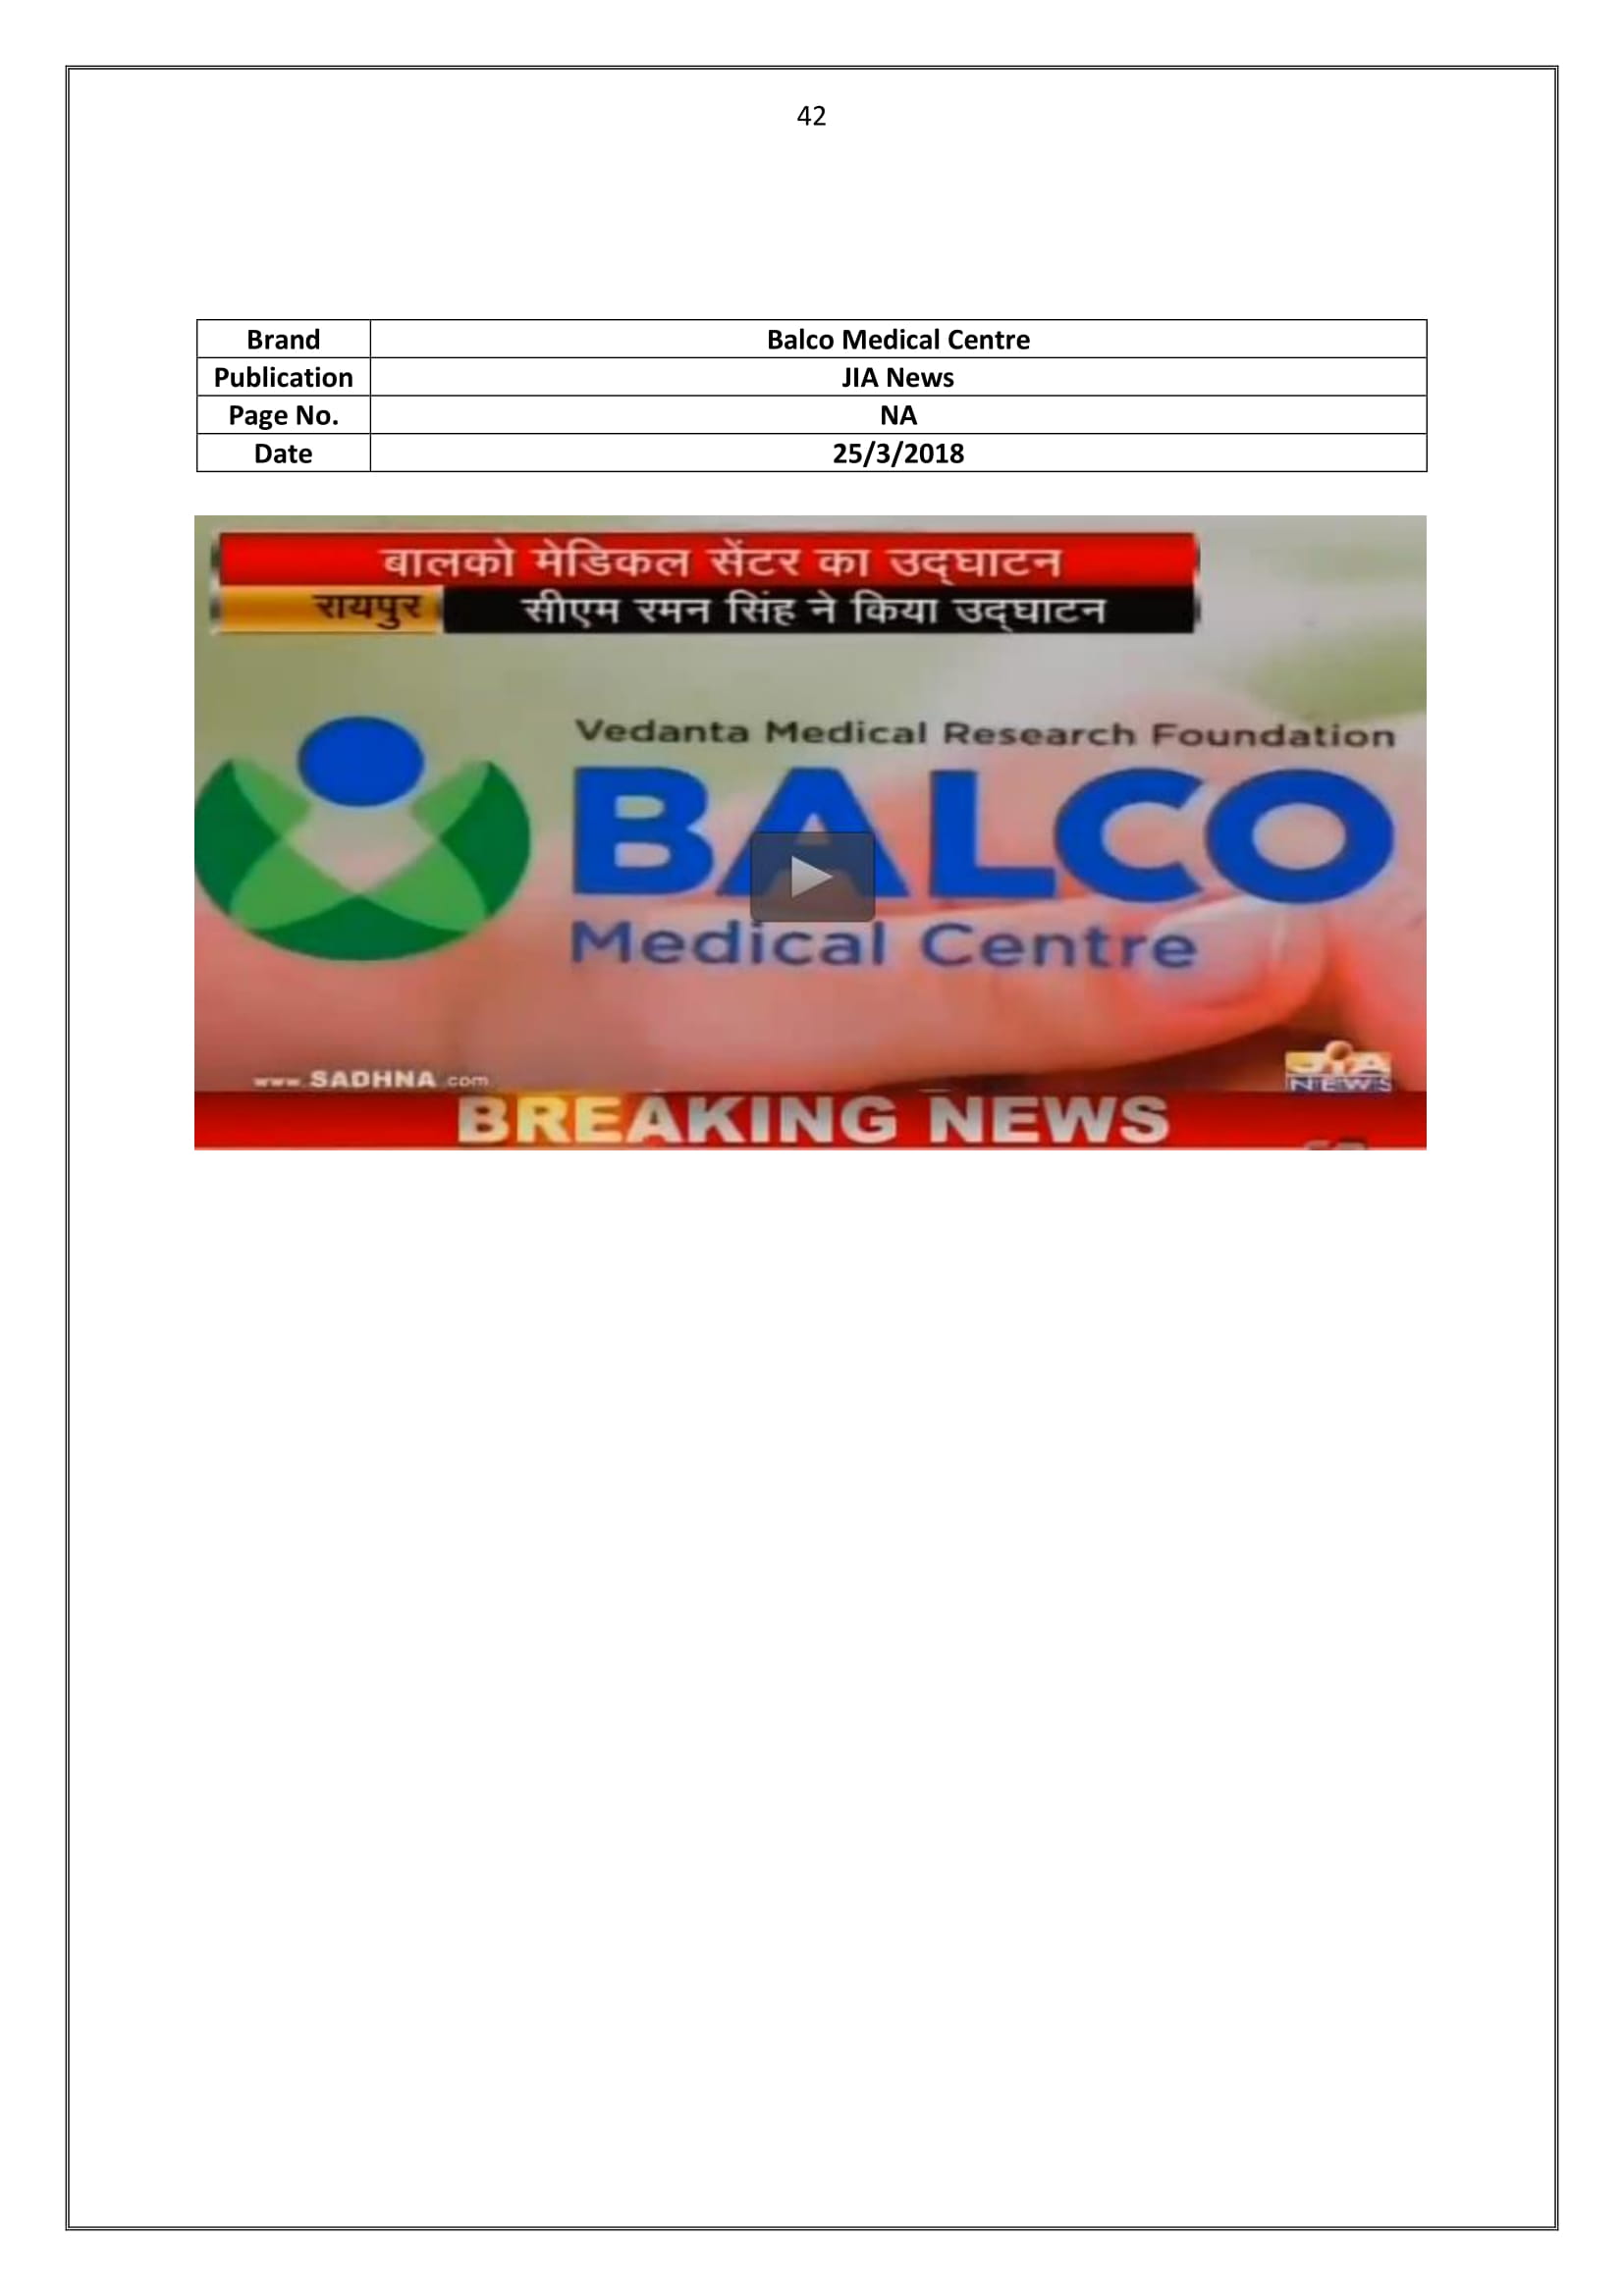 42
Brand Balco Medical Centre
Publication JIA News
Page No. NA
Date 25/3/2018
बालको मेडिकल सेंटर का उद्घाटन
रायपुर सीएम रमन सिंह ने किया उद्घाटन
Vedanta Medical Research Foundation
BALCO
Medical Centre
www.SADHNA.com
JIA
NEWS
BREAKING NEWS